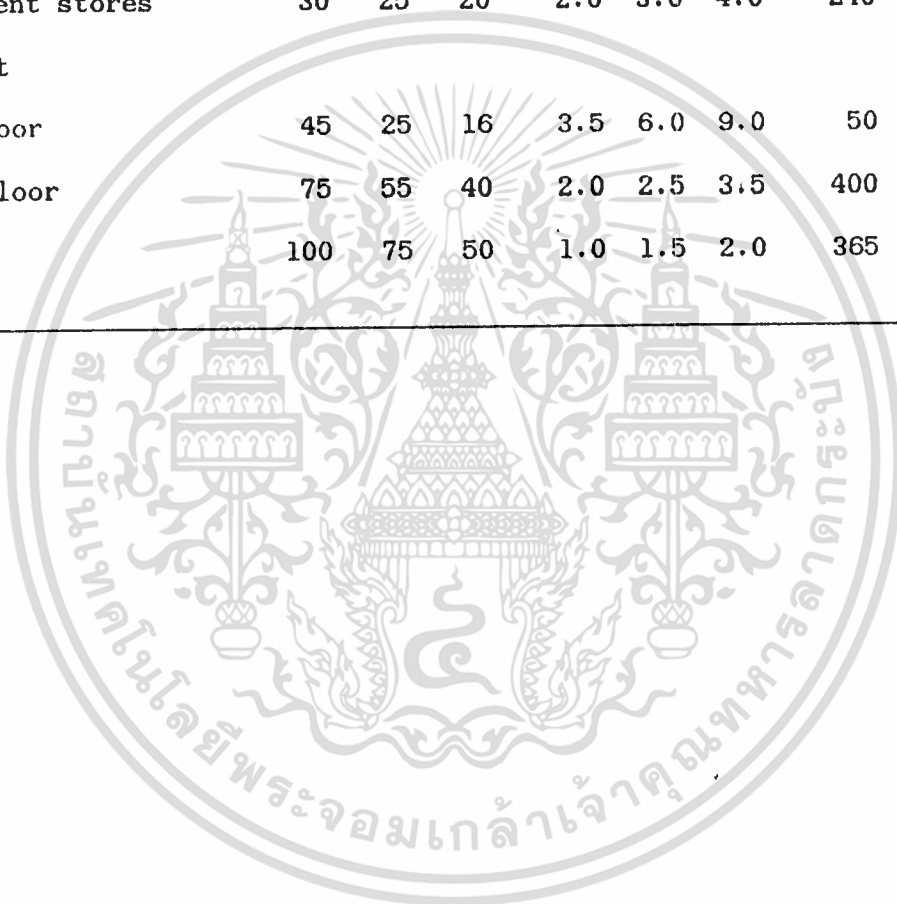 30 25 20 2.0 3.0 4.0
oor 45 25 16 3.5 6.0 9.0 50
loor 75 55 40 2.0 2.5 3.5 400
100 75 50 1.0 1.5 2.0 365
สถาบันเทคโนโลยีพระจอมเกล้าเจ้าคุณทหารลาดกระบัง